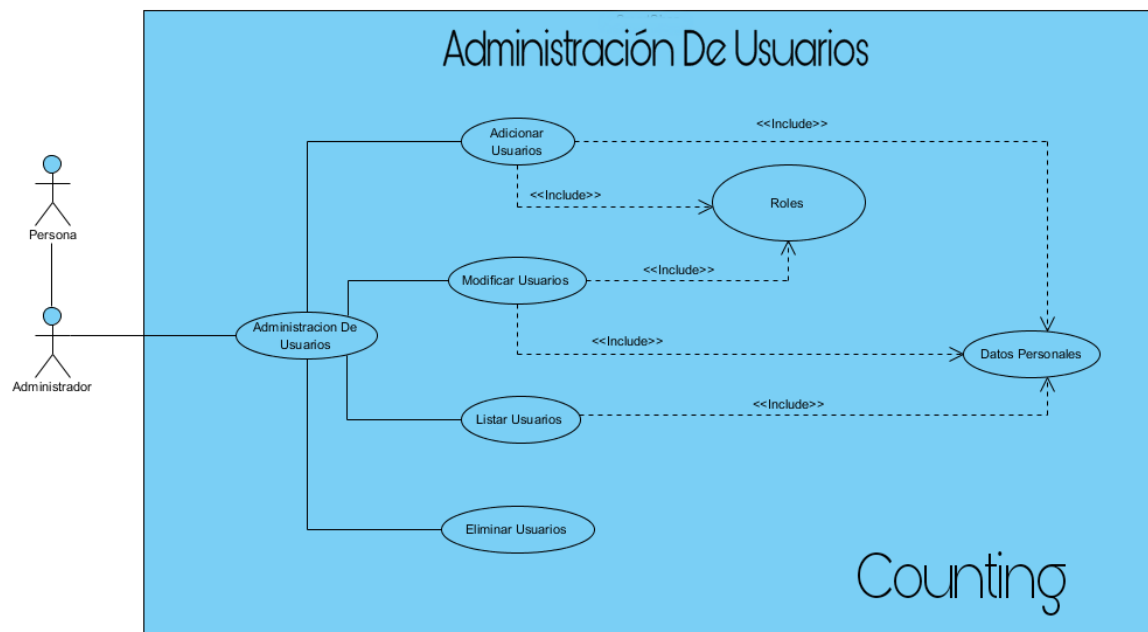 Administración De Usuarios
Adicionar
Usuarios
<<Include>>
<<Include>>
Roles
Persona
<<Include>>
Modificar Usuarios
Administracion De
Usuarios
<<Include>>
Datos Personales
Administrador
<<Include>>
Listar Usuarios
Eliminar Usuarios
Counting